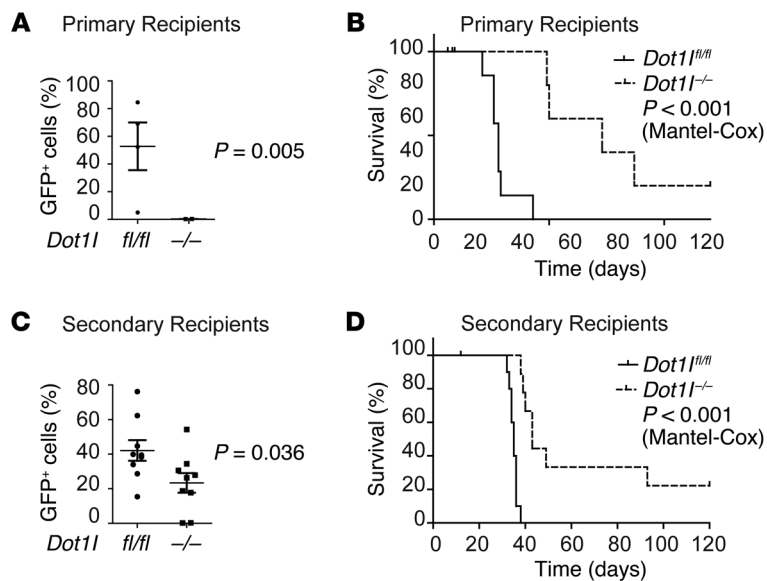 A Primary Recipients
GFP+ cells (%)
100
80
60
40
20
0
P = 0.005
Dot1l fl/fl –/–
B Primary Recipients
Survival (%)
100
60
40
20
0
Dot1l fl/fl
Dot1l –/–
P < 0.001
(Mantel-Cox)
0 20 40 60 80 100 120
Time (days)
C Secondary Recipients
GFP+ cells (%)
80
60
40
20
0
P = 0.036
Dot1l fl/fl –/–
D Secondary Recipients
Survival (%)
100
80
60
40
20
0
Dot1l fl/fl
Dot1l –/–
P < 0.001
(Mantel-Cox)
0 20 40 60 80 100 120
Time (days)